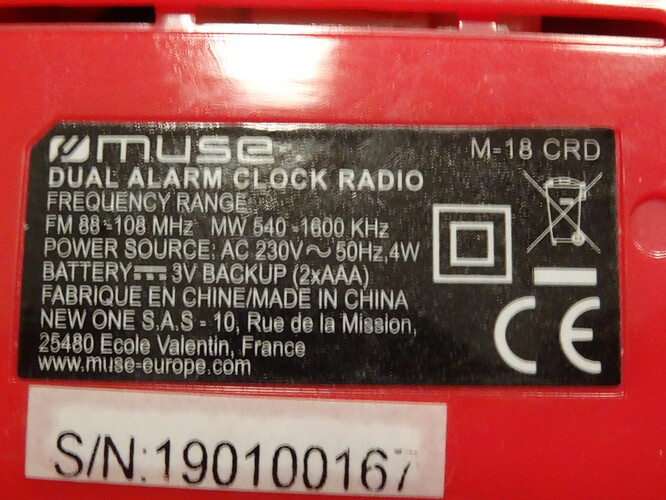 muse M-18 CRD
DUAL ALARM CLOCK RADIO
FREQUENCY RANGE
FM 88-108 MHz MW 540-1600 KHz
POWER SOURCE: AC 230V～50Hz,4W
BATTERY⎓3V BACKUP (2xAAA)
FABRIQUE EN CHINE/MADE IN CHINA
NEW ONE S.A.S - 10, Rue de la Mission,
25480 Ecole Valentin, France
www.muse-europe.com
CE
S/N:190100167